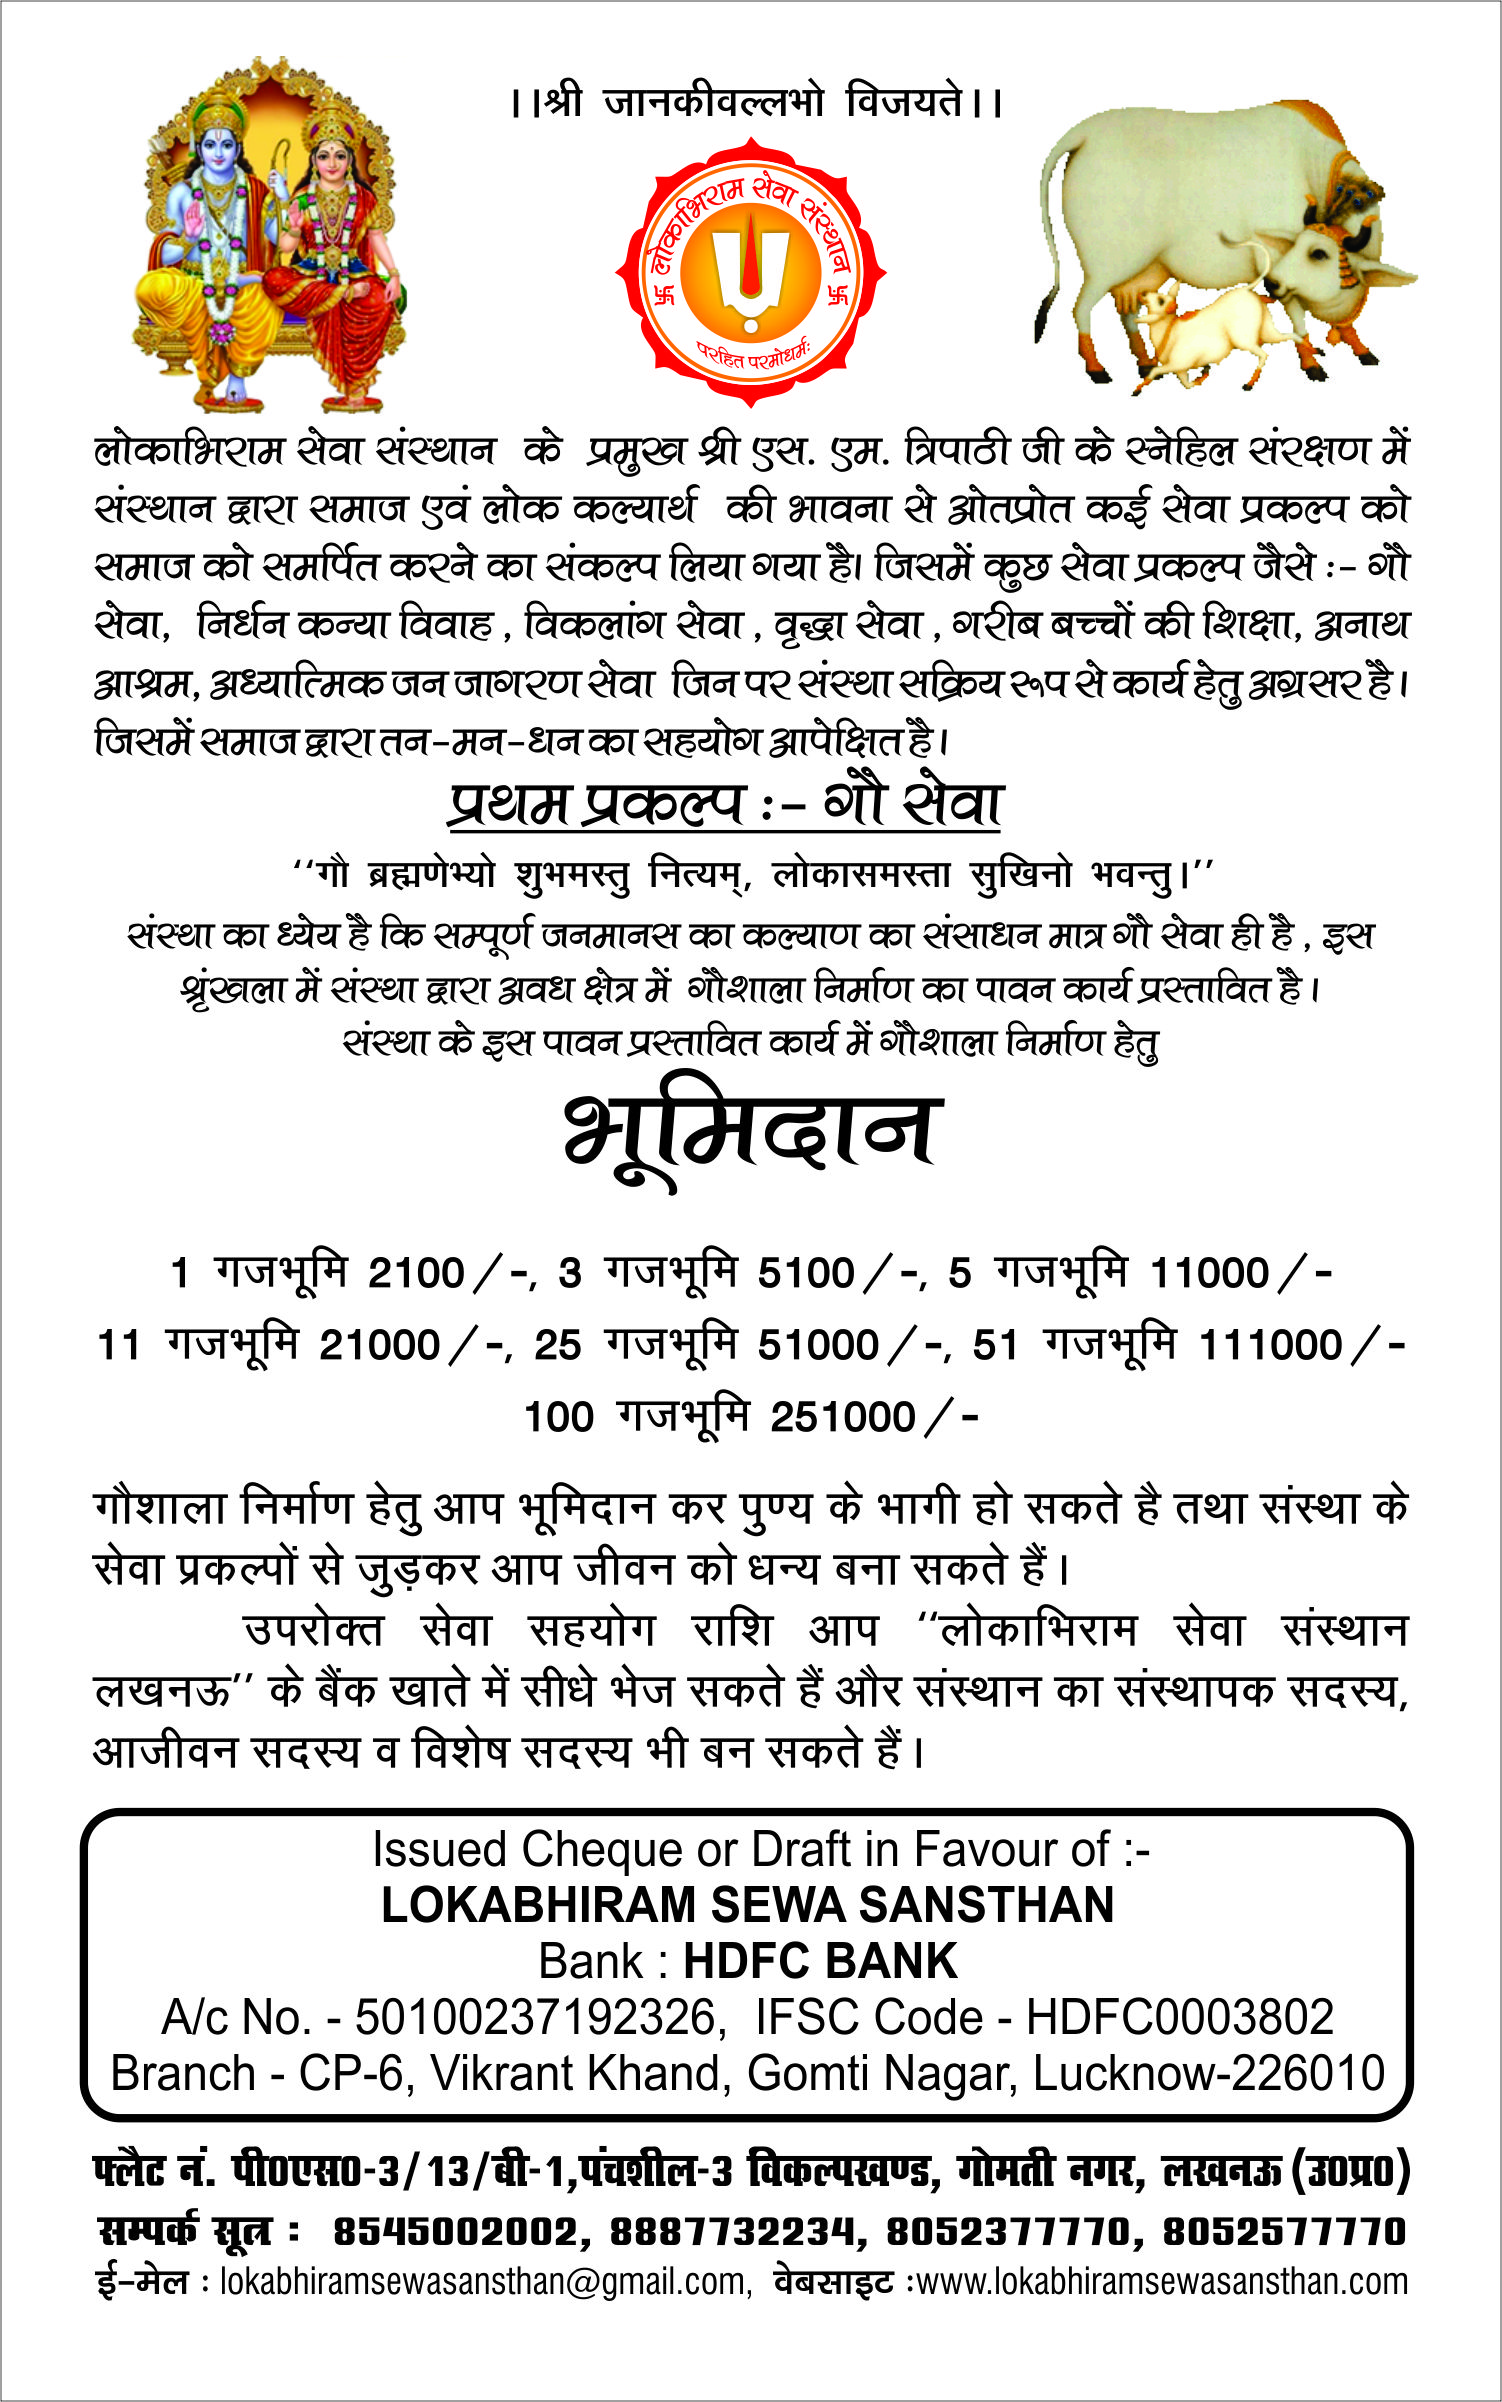 ।।श्री जानकीवल्लभो विजयते।।
卐 लोकाभिराम सेवा संस्थान 卐
परहित परमोधर्मः
लोकाभिराम सेवा संस्थान के प्रमुख श्री एस. एम. त्रिपाठी जी के स्नेहिल संरक्षण में
संस्थान द्वारा समाज एवं लोक कल्यार्थ की भावना से ओतप्रोत कई सेवा प्रकल्प को
समाज को समर्पित करने का संकल्प लिया गया है। जिसमें कुछ सेवा प्रकल्प जैसे :- गौ
सेवा, निर्धन कन्या विवाह , विकलांग सेवा , वृद्धा सेवा , गरीब बच्चों की शिक्षा, अनाथ
आश्रम, अध्यात्मिक जन जागरण सेवा जिन पर संस्था सक्रिय रूप से कार्य हेतु अग्रसर है।
जिसमें समाज द्वारा तन-मन-धन का सहयोग आपेक्षित है।
प्रथम प्रकल्प :- गौ सेवा
‘‘गौ ब्रह्मणेभ्यो शुभमस्तु नित्यम्, लोकासमस्ता सुखिनो भवन्तु।’’
संस्था का ध्येय है कि सम्पूर्ण जनमानस का कल्याण का संसाधन मात्र गौ सेवा ही है , इस
श्रृंखला में संस्था द्वारा अवध क्षेत्र में गौशाला निर्माण का पावन कार्य प्रस्तावित है।
संस्था के इस पावन प्रस्तावित कार्य में गौशाला निर्माण हेतु
भूमिदान
1 गजभूमि 2100/-, 3 गजभूमि 5100/-, 5 गजभूमि 11000/-
11 गजभूमि 21000/-, 25 गजभूमि 51000/-, 51 गजभूमि 111000/-
100 गजभूमि 251000/-
गौशाला निर्माण हेतु आप भूमिदान कर पुण्य के भागी हो सकते है तथा संस्था के
सेवा प्रकल्पों से जुड़कर आप जीवन को धन्य बना सकते हैं।
उपरोक्त सेवा सहयोग राशि आप ‘‘लोकाभिराम सेवा संस्थान
लखनऊ’’ के बैंक खाते में सीधे भेज सकते हैं और संस्थान का संस्थापक सदस्य,
आजीवन सदस्य व विशेष सदस्य भी बन सकते हैं।
Issued Cheque or Draft in Favour of :-
LOKABHIRAM SEWA SANSTHAN
Bank : HDFC BANK
A/c No. - 50100237192326, IFSC Code - HDFC0003802
Branch - CP-6, Vikrant Khand, Gomti Nagar, Lucknow-226010
फ्लैट नं. पी0एस0-3/13/बी-1,पंचशील-3 विकल्पखण्ड, गोमती नगर, लखनऊ (उ0प्र0)
सम्पर्क सूत्र : 8545002002, 8887732234, 8052377770, 8052577770
ई-मेल : lokabhiramsewasansthan@gmail.com, वेबसाइट :www.lokabhiramsewasansthan.com